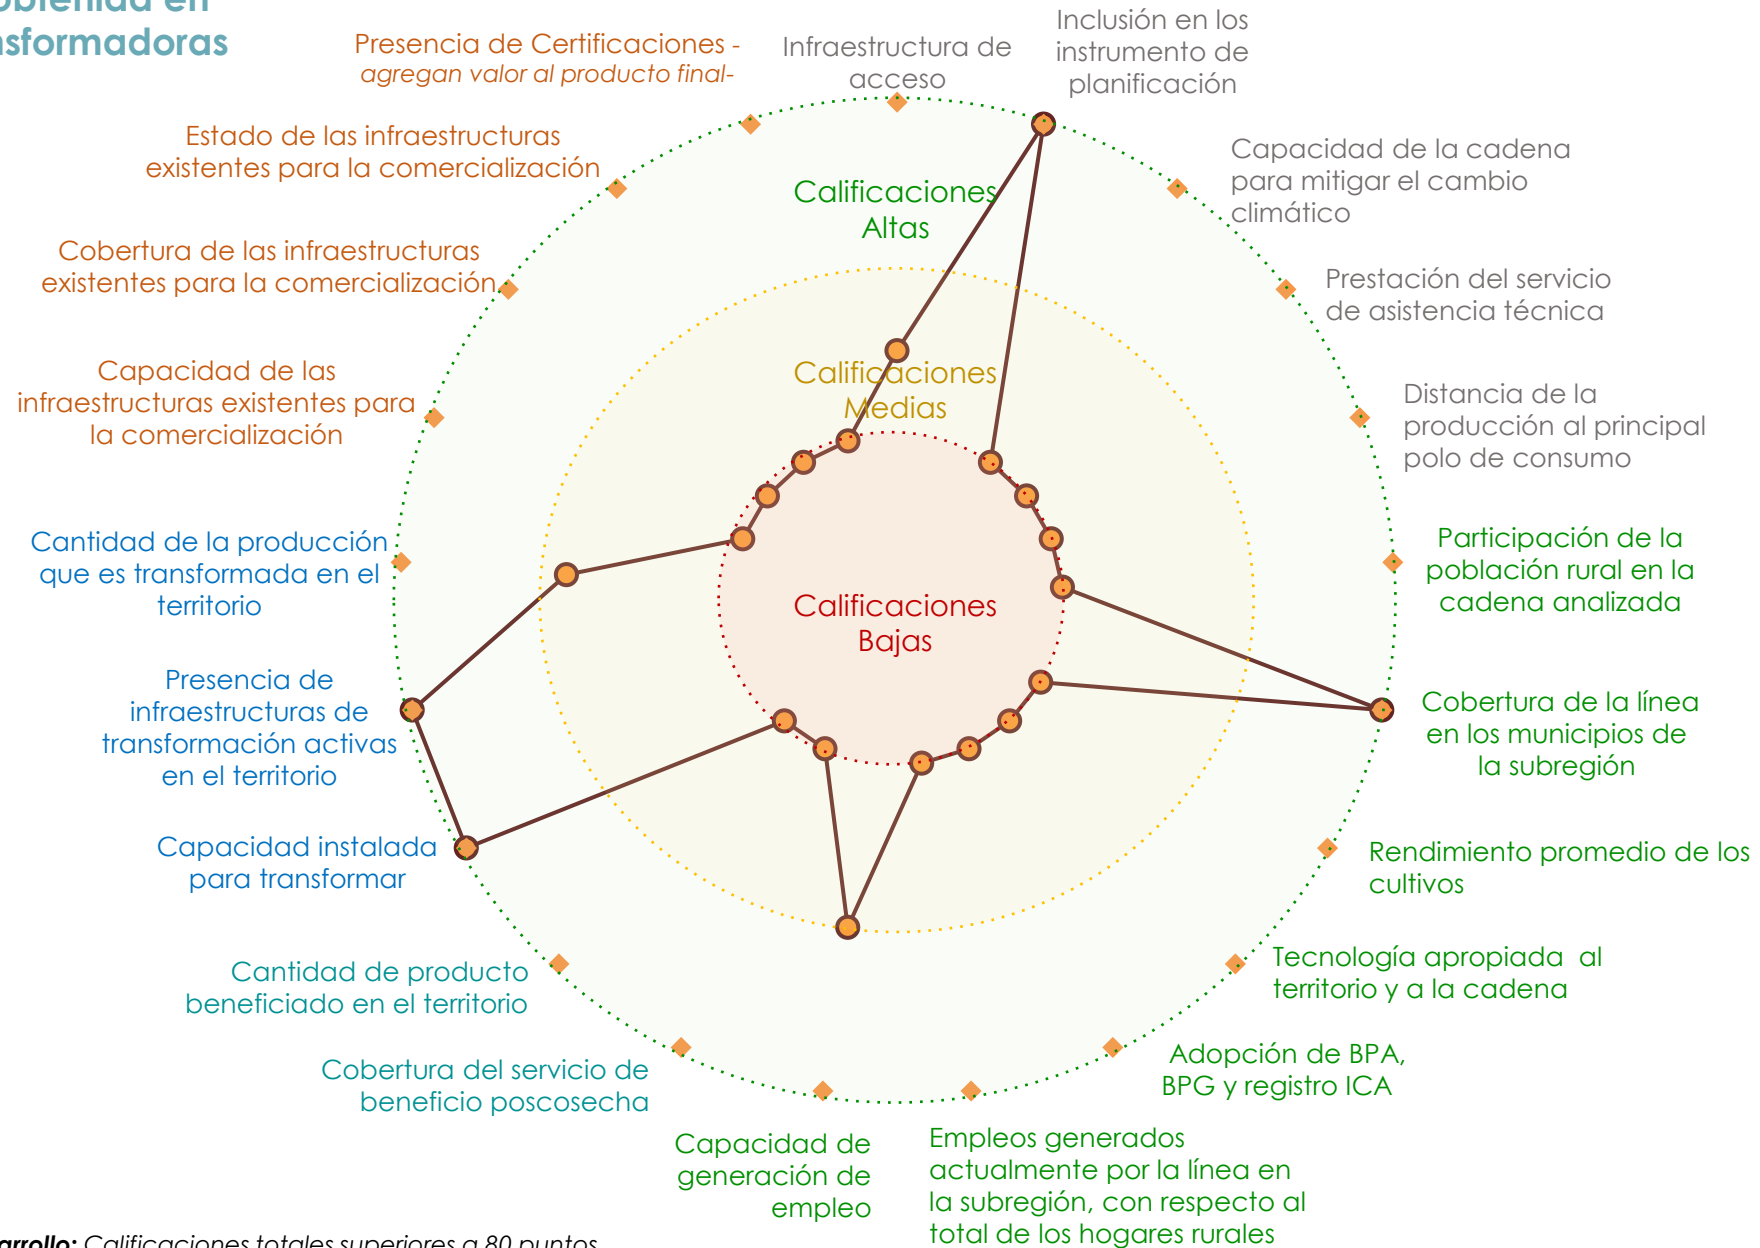 nsformadoras
Presencia de Certificaciones -
agregan valor al producto final-
Infraestructura de
acceso
Inclusión en los
instrumento de
planificación
Estado de las infraestructuras
existentes para la comercialización
Capacidad de la cadena
para mitigar el cambio
climático
Calificaciones
Altas
Cobertura de las infraestructuras
existentes para la comercialización
Prestación del servicio
de asistencia técnica
Capacidad de las
infraestructuras existentes para
la comercialización
Calificaciones
Medias
Distancia de la
producción al principal
polo de consumo
Cantidad de la producción
que es transformada en el
territorio
Participación de la
población rural en la
cadena analizada
Calificaciones
Bajas
Presencia de
infraestructuras de
transformación activas
en el territorio
Cobertura de la línea
en los municipios de
la subregión
Capacidad instalada
para transformar
Rendimiento promedio de los
cultivos
Cantidad de producto
beneficiado en el territorio
Tecnología apropiada al
territorio y a la cadena
Cobertura del servicio de
beneficio poscosecha
Adopción de BPA,
BPG y registro ICA
Capacidad de
generación de
empleo
Empleos generados
actualmente por la línea en
la subregión, con respecto al
total de los hogares rurales
arrollo: Calificaciones totales superiores a 80 puntos